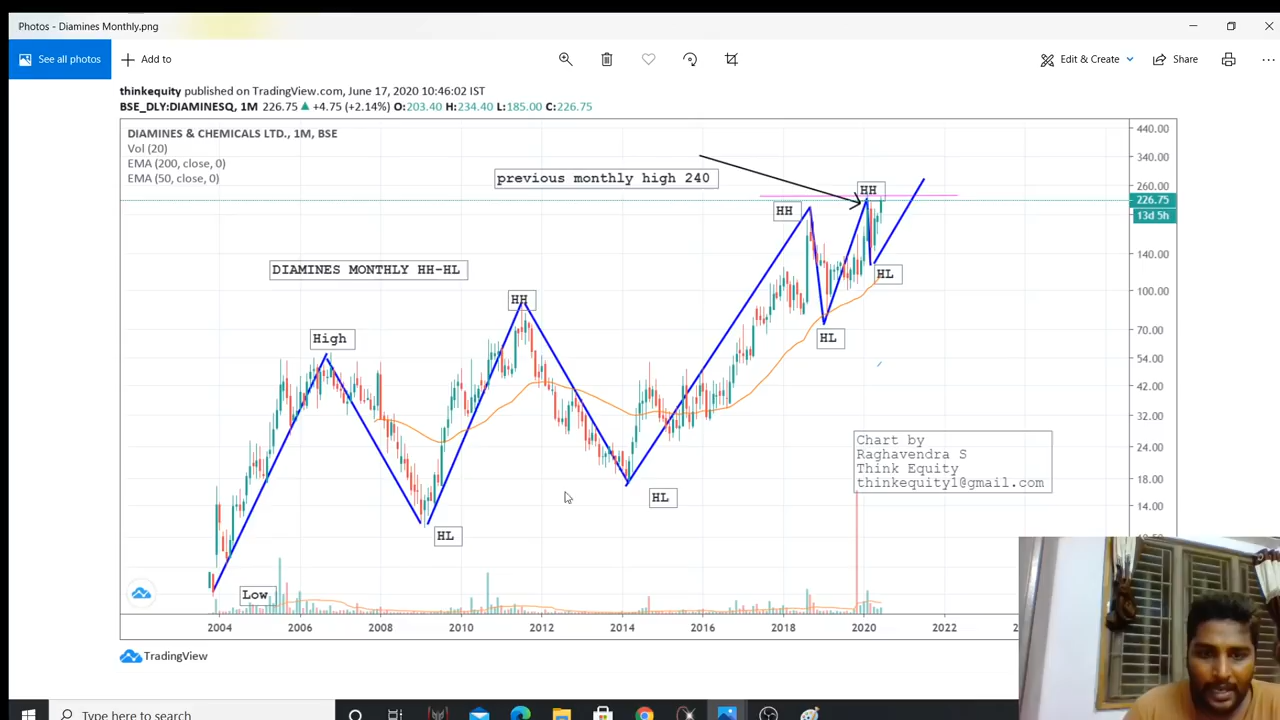 Photos - Diamines Monthly.png
See all photos
Add to
Edit & Create
Share
thinkequity published on TradingView.com, June 17, 2020 10:46:02 IST
BSE_DLY:DIAMINESQ, 1M 226.75 ▲ +4.75 (+2.14%) O:203.40 H:234.40 L:185.00 C:226.75
DIAMINES & CHEMICALS LTD., 1M, BSE
Vol (20)
EMA (200, close, 0)
EMA (50, close, 0)
previous monthly high 240
DIAMINES MONTHLY HH-HL
High
HH
HH
HH
HL
HL
HL
HL
Low
440.00
340.00
260.00
226.75
13d 5h
140.00
100.00
70.00
54.00
42.00
32.00
24.00
18.00
14.00
Chart by
Raghavendra S
Think Equity
thinkequity1@gmail.com
2004
2006
2008
2010
2012
2014
2016
2018
2020
2022
TradingView
Type here to search